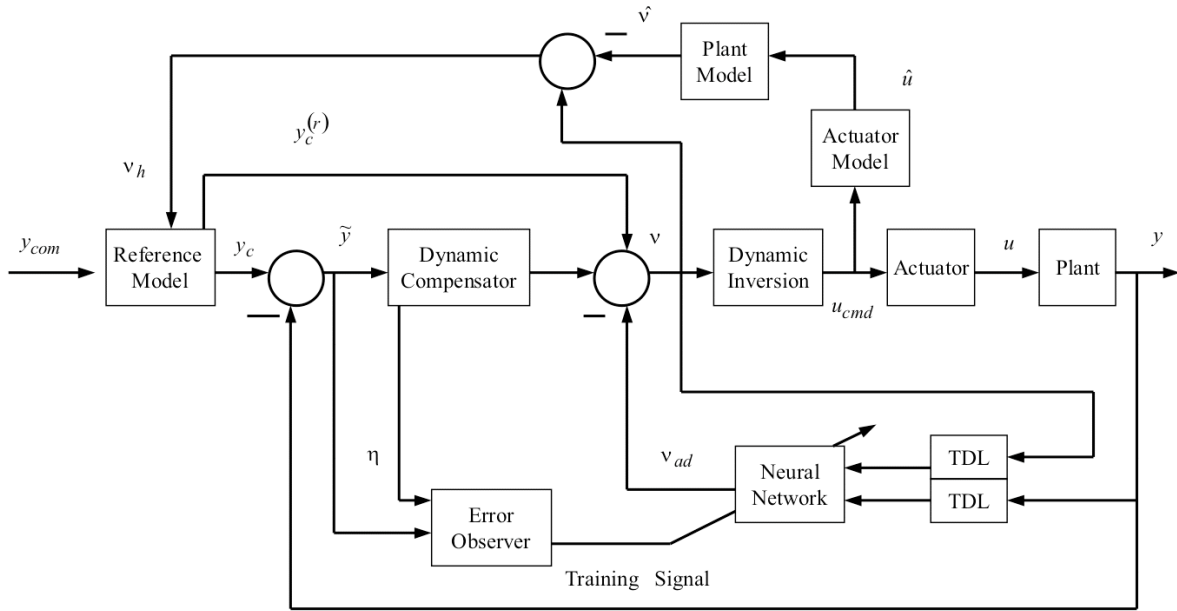 ν̂
Plant
Model
û
y_c^(r)
Actuator
Model
ν_h
y_com
Reference
Model
y_c
ỹ
Dynamic
Compensator
ν
Dynamic
Inversion
u_cmd
Actuator
u
Plant
y
η
ν_ad
Neural
Network
TDL
TDL
Error
Observer
Training Signal